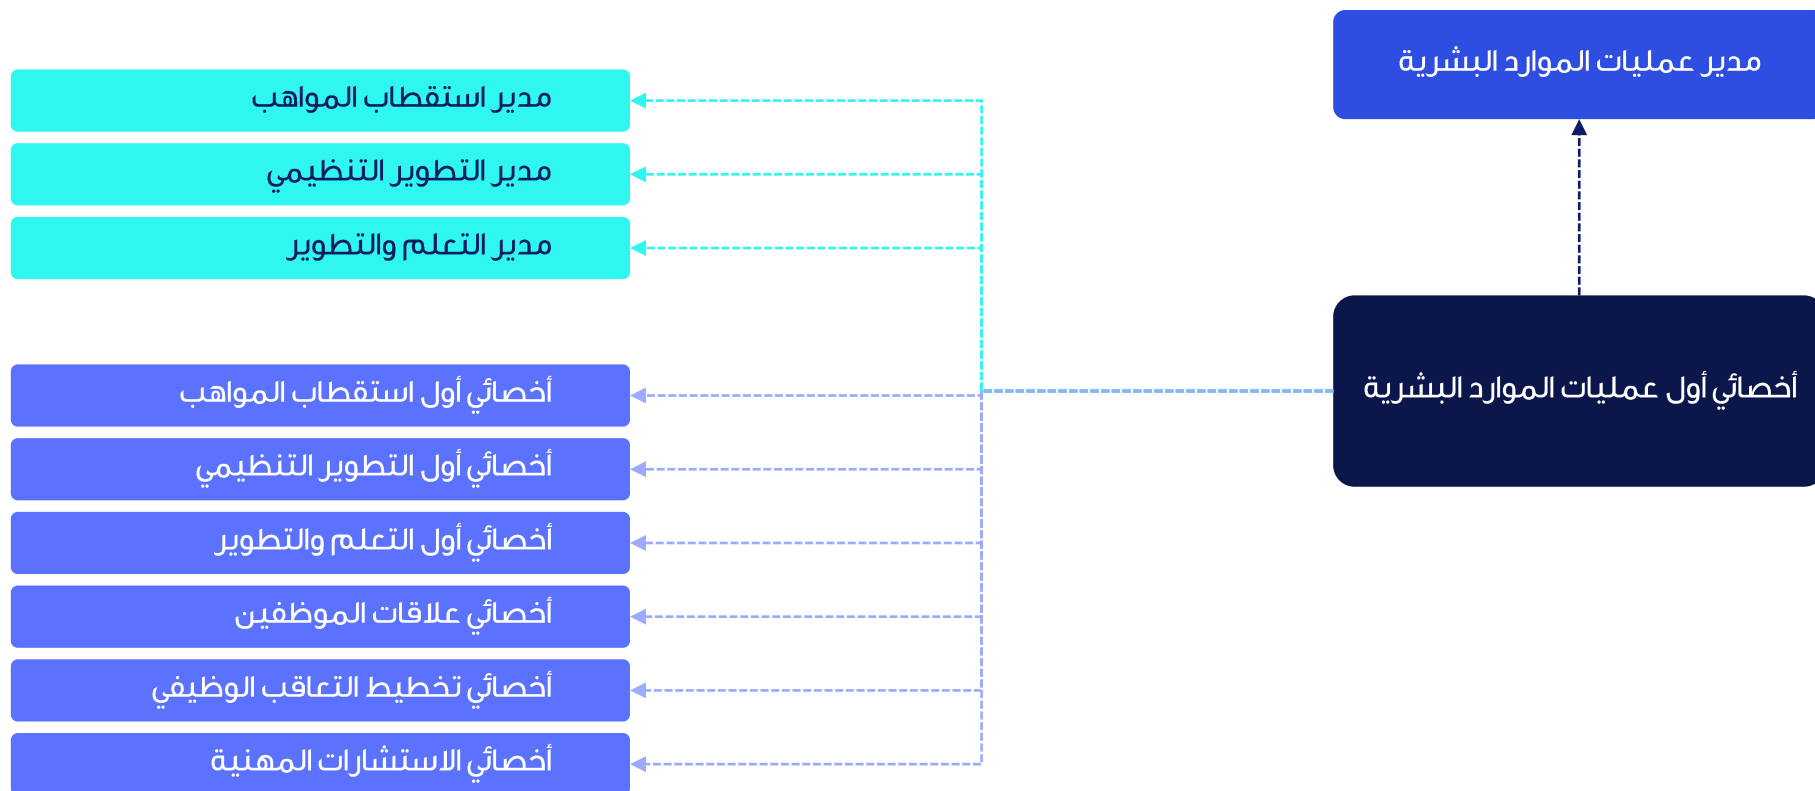 مدير عمليات الموارد البشرية
أخصائي أول عمليات الموارد البشرية
مدير استقطاب المواهب
مدير التطوير التنظيمي
مدير التعلم والتطوير
أخصائي أول استقطاب المواهب
أخصائي أول التطوير التنظيمي
أخصائي أول التعلم والتطوير
أخصائي علاقات الموظفين
أخصائي تخطيط التعاقب الوظيفي
أخصائي الاستشارات المهنية